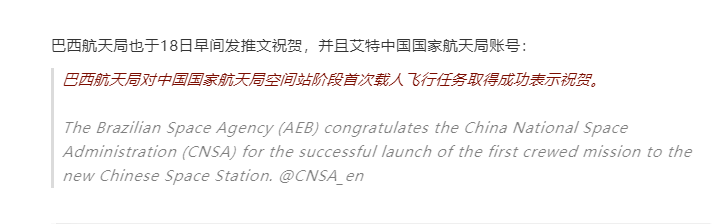 巴西航天局也于18日早间发推文祝贺，并且艾特中国国家航天局账号：
巴西航天局对中国国家航天局空间站阶段首次载人飞行任务取得成功表示祝贺。
The Brazilian Space Agency (AEB) congratulates the China National Space
Administration (CNSA) for the successful launch of the first crewed mission to the
new Chinese Space Station. @CNSA_en